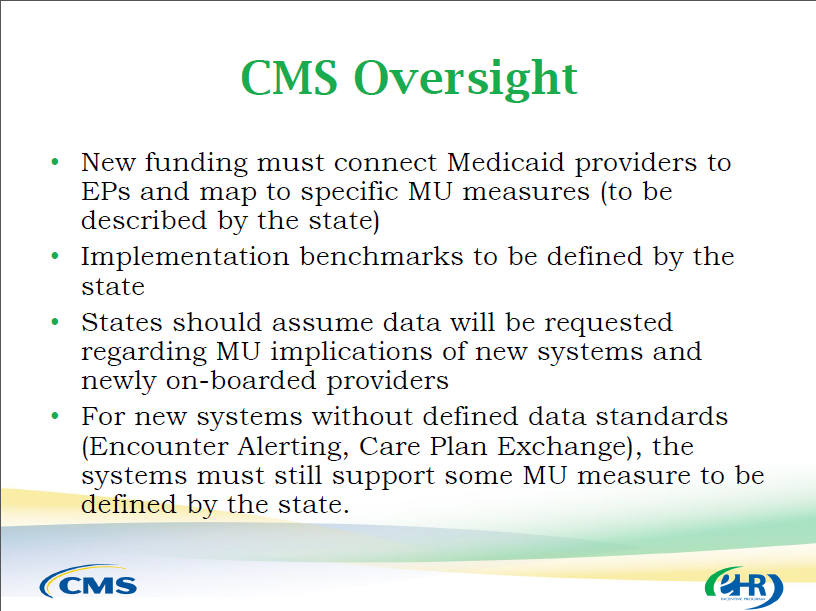 CMS Oversight
• New funding must connect Medicaid providers to
EPs and map to specific MU measures (to be
described by the state)
• Implementation benchmarks to be defined by the
state
• States should assume data will be requested
regarding MU implications of new systems and
newly on-boarded providers
• For new systems without defined data standards
(Encounter Alerting, Care Plan Exchange), the
systems must still support some MU measure to be
defined by the state.
CMS
EHR
INCENTIVE PROGRAM